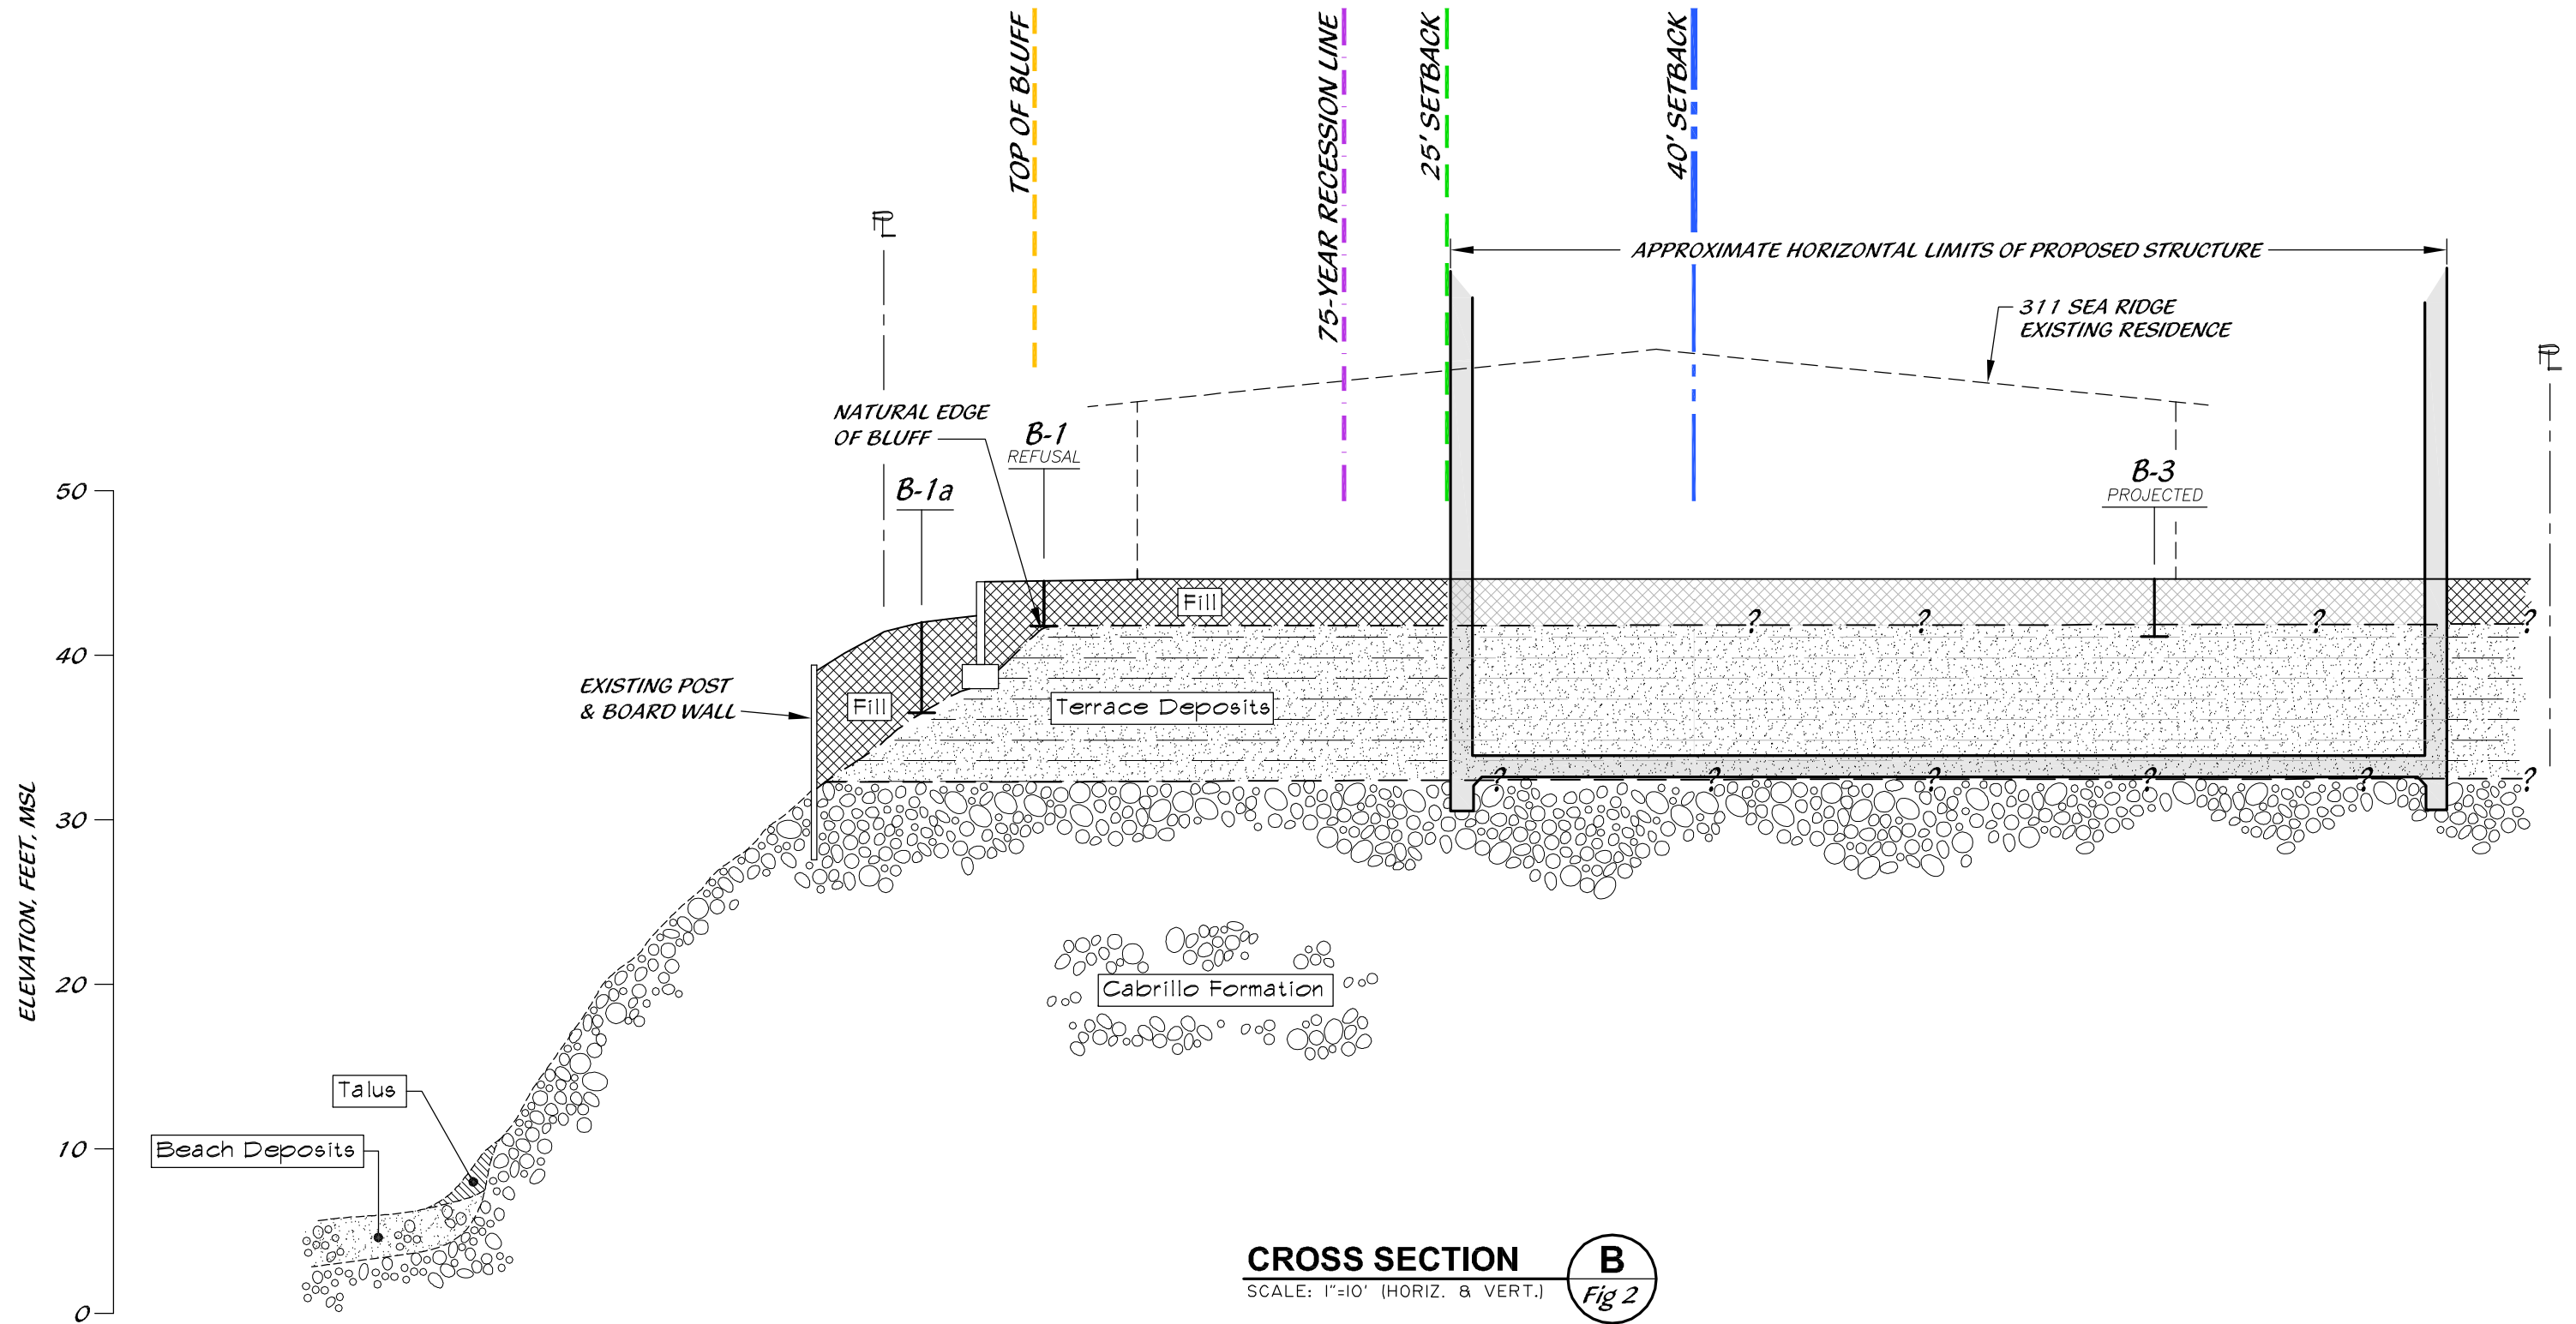 TOP OF BLUFF
75-YEAR RECESSION LINE
25' SETBACK
40' SETBACK
PL
APPROXIMATE HORIZONTAL LIMITS OF PROPOSED STRUCTURE
311 SEA RIDGE
EXISTING RESIDENCE
PL
NATURAL EDGE
OF BLUFF
B-1
REFUSAL
B-1a
B-3
PROJECTED
50
40
30
20
10
0
ELEVATION, FEET, MSL
Fill
? ? ? ?
EXISTING POST
& BOARD WALL
Fill
Terrace Deposits
? ? ? ? ? ?
Cabrillo Formation
Talus
Beach Deposits
CROSS SECTION
SCALE: 1"=10' (HORIZ. & VERT.)
B
Fig 2